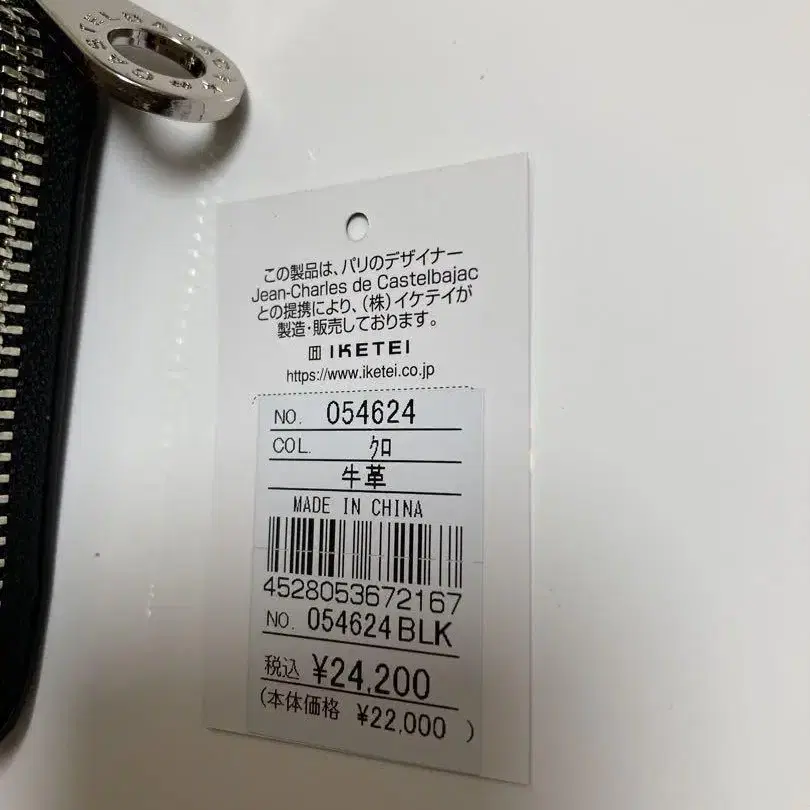 この製品は、パリのデザイナー
Jean-Charles de Castelbajac
との提携により、(株)イケテイが
製造・販売しております。
IKETEI
https://www.iketei.co.jp
NO. 054624
COL. クロ
牛革
MADE IN CHINA
4528053672167
NO. 054624BLK
税込 ¥24,200
(本体価格 ¥22,000 )